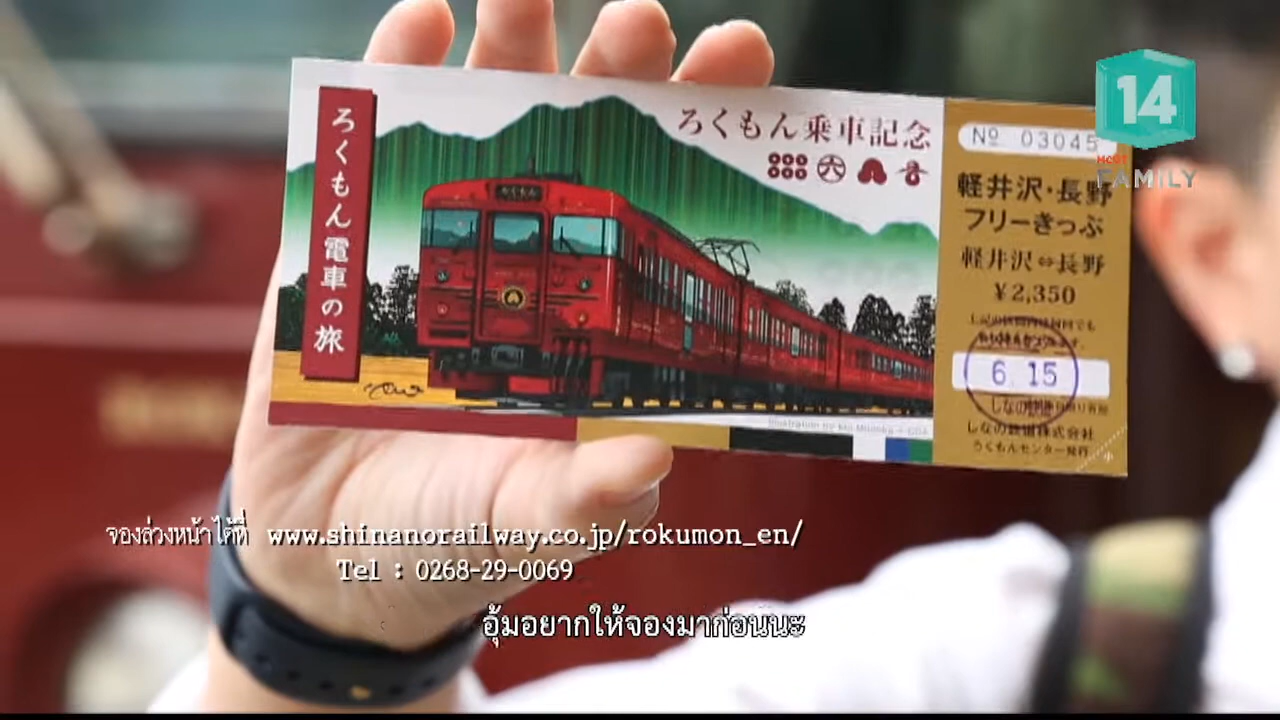 ろくもん電車の旅
ろくもん乗車記念
六
Nº 03045
軽井沢・長野
フリーきっぷ
軽井沢⇔長野
¥2,350
6. 15
しなの鉄道株式会社
ろくもんセンター発行
14
MCOT
FAMILY
จองล่วงหน้าได้ที่ www.shinanorailway.co.jp/rokumon_en/
Tel : 0268-29-0069
อุ้มอยากให้จองมาก่อนนะ